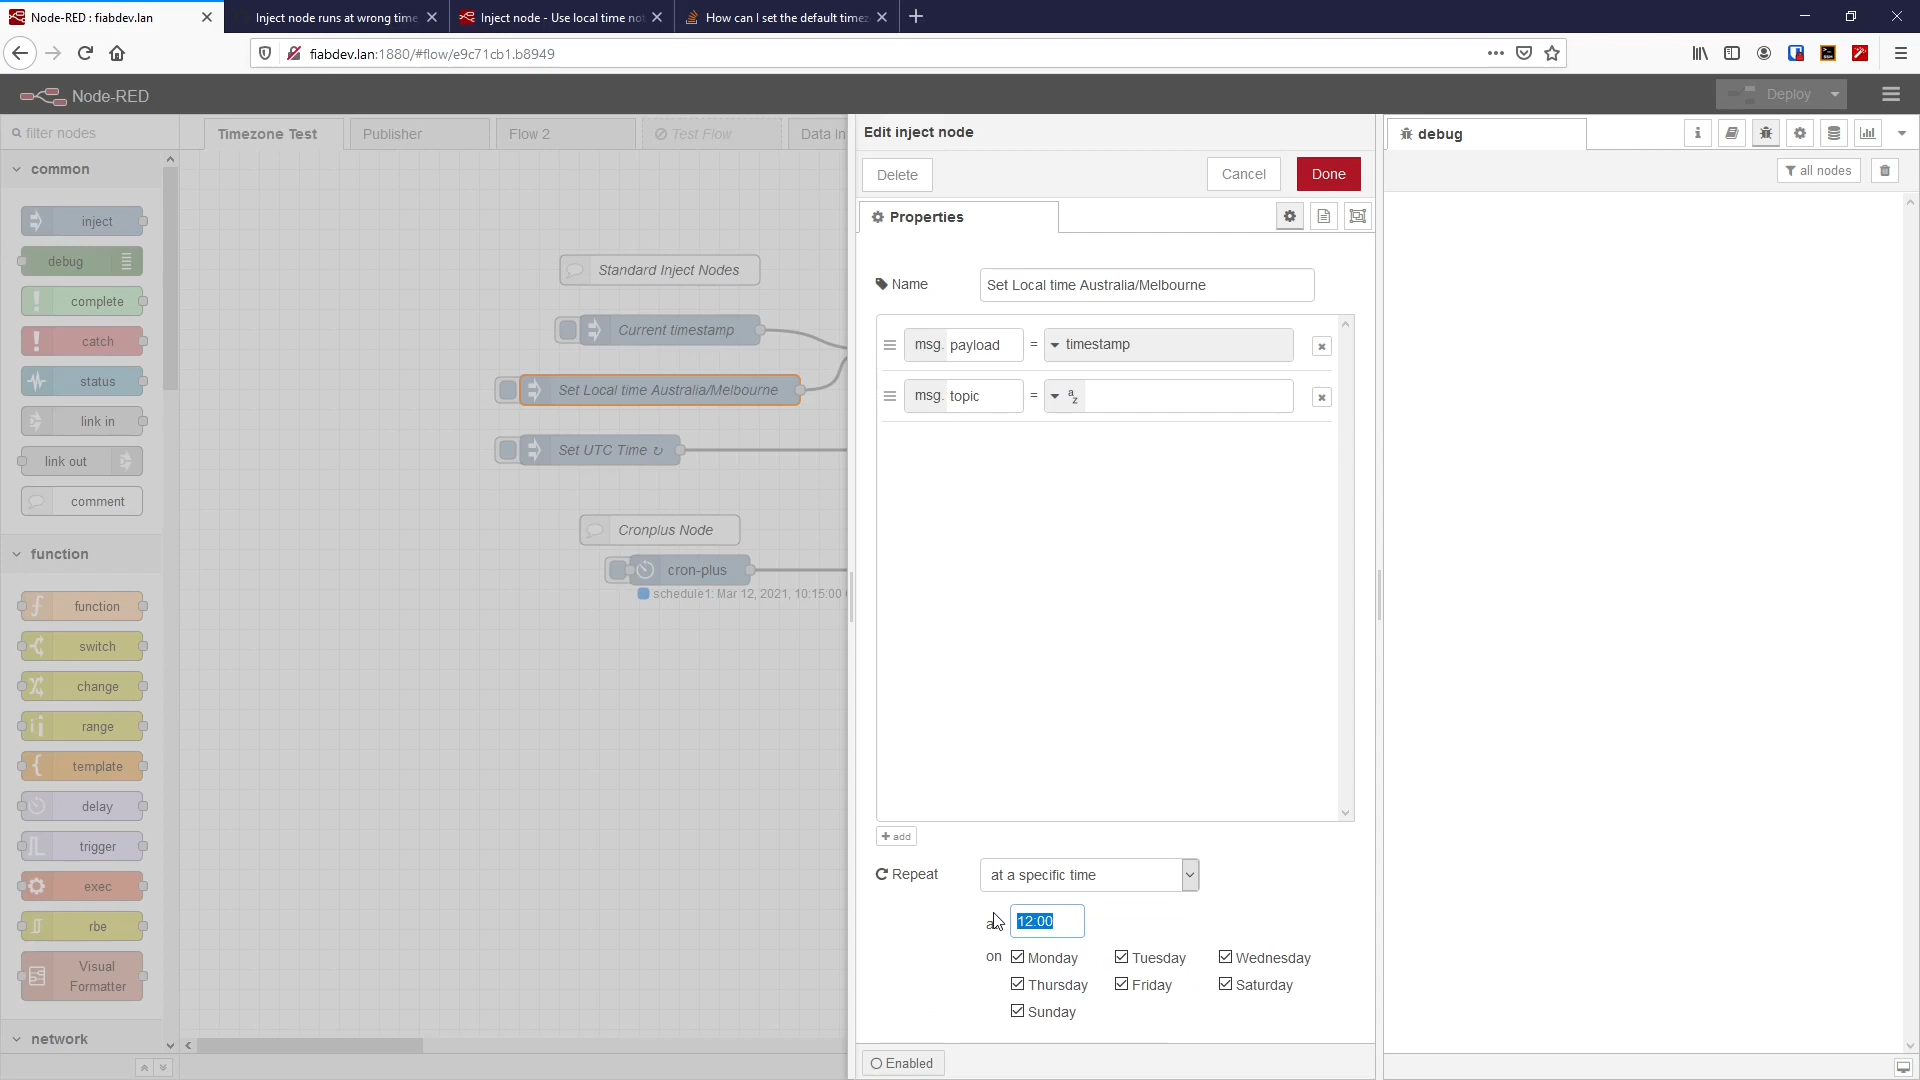 Node-RED : fiabdev.lan
Inject node runs at wrong time
Inject node - Use local time not
How can I set the default timez
fiabdev.lan:1880/#flow/e9c71cb1.b8949
Node-RED
Deploy
filter nodes
Timezone Test
Publisher
Flow 2
Test Flow
Data In
common
inject
debug
complete
catch
status
link in
link out
comment
function
function
switch
change
range
template
delay
trigger
exec
rbe
Visual
Formatter
network
Standard Inject Nodes
Current timestamp
Set Local time Australia/Melbourne
Set UTC Time ↻
Cronplus Node
cron-plus
schedule1: Mar 12, 2021, 10:15:00
Edit inject node
Delete
Cancel
Done
Properties
Name
Set Local time Australia/Melbourne
msg. payload = timestamp
msg. topic = az
+ add
Repeat
at a specific time
12:00
on Monday Tuesday Wednesday
Thursday Friday Saturday
Sunday
Enabled
debug
i
all nodes